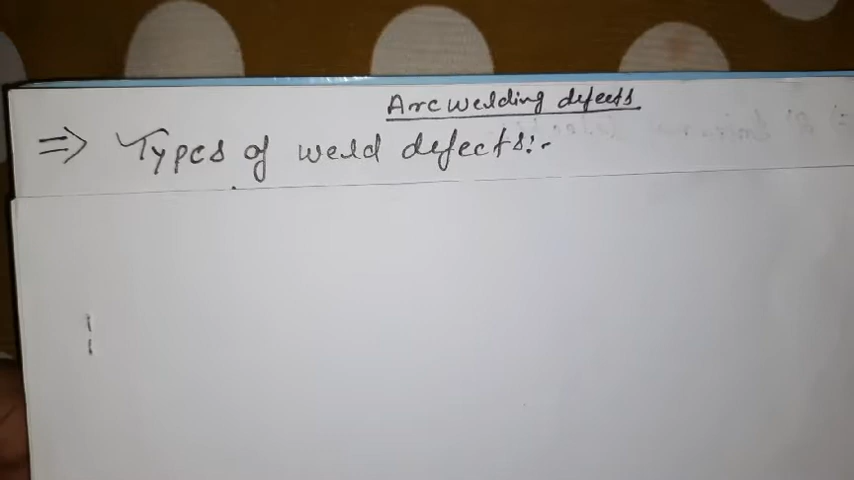 Arc welding defects
⇒ Types of weld defects:-